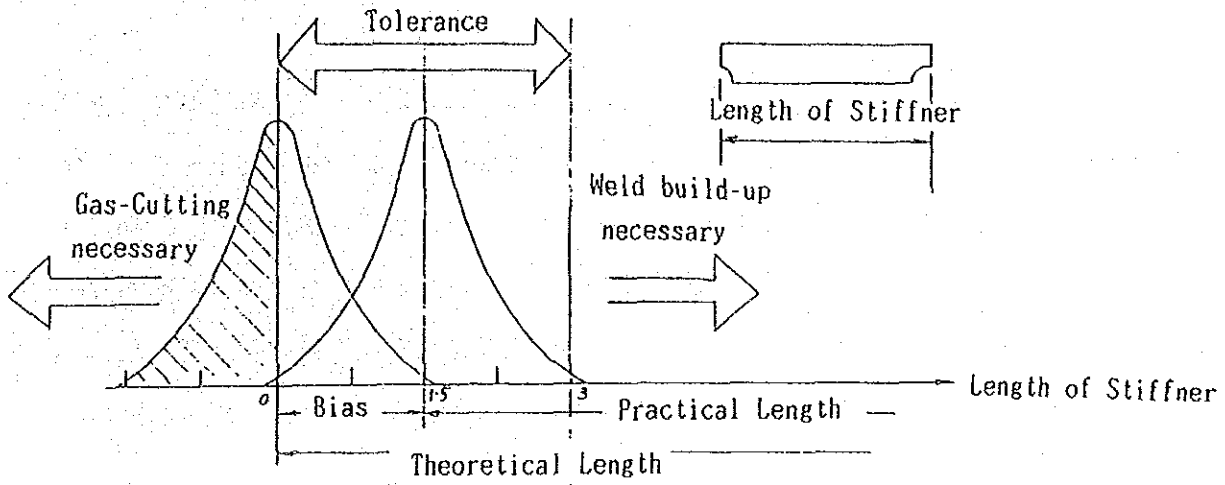 Tolerance
Length of Stiffner
Gas-Cutting
necessary
Weld build-up
necessary
0
1.5
3
Length of Stiffner
Bias
Practical Length
Theoretical Length